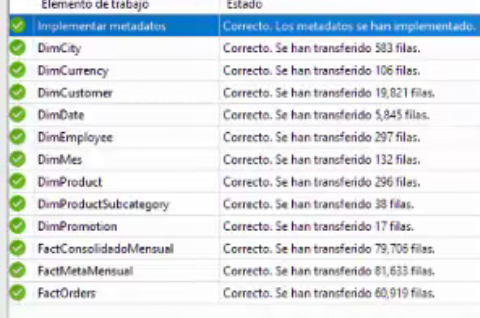 Elemento de trabajo Estado
Implementar metadatos Correcto. Los metadatos se han implementado.
DimCity Correcto. Se han transferido 583 filas.
DimCurrency Correcto. Se han transferido 106 filas.
DimCustomer Correcto. Se han transferido 19,821 filas.
DimDate Correcto. Se han transferido 5,845 filas.
DimEmployee Correcto. Se han transferido 297 filas.
DimMes Correcto. Se han transferido 132 filas.
DimProduct Correcto. Se han transferido 296 filas.
DimProductSubcategory Correcto. Se han transferido 38 filas.
DimPromotion Correcto. Se han transferido 17 filas.
FactConsolidadoMensual Correcto. Se han transferido 79,706 filas.
FactMetaMensual Correcto. Se han transferido 81,633 filas.
FactOrders Correcto. Se han transferido 60,919 filas.